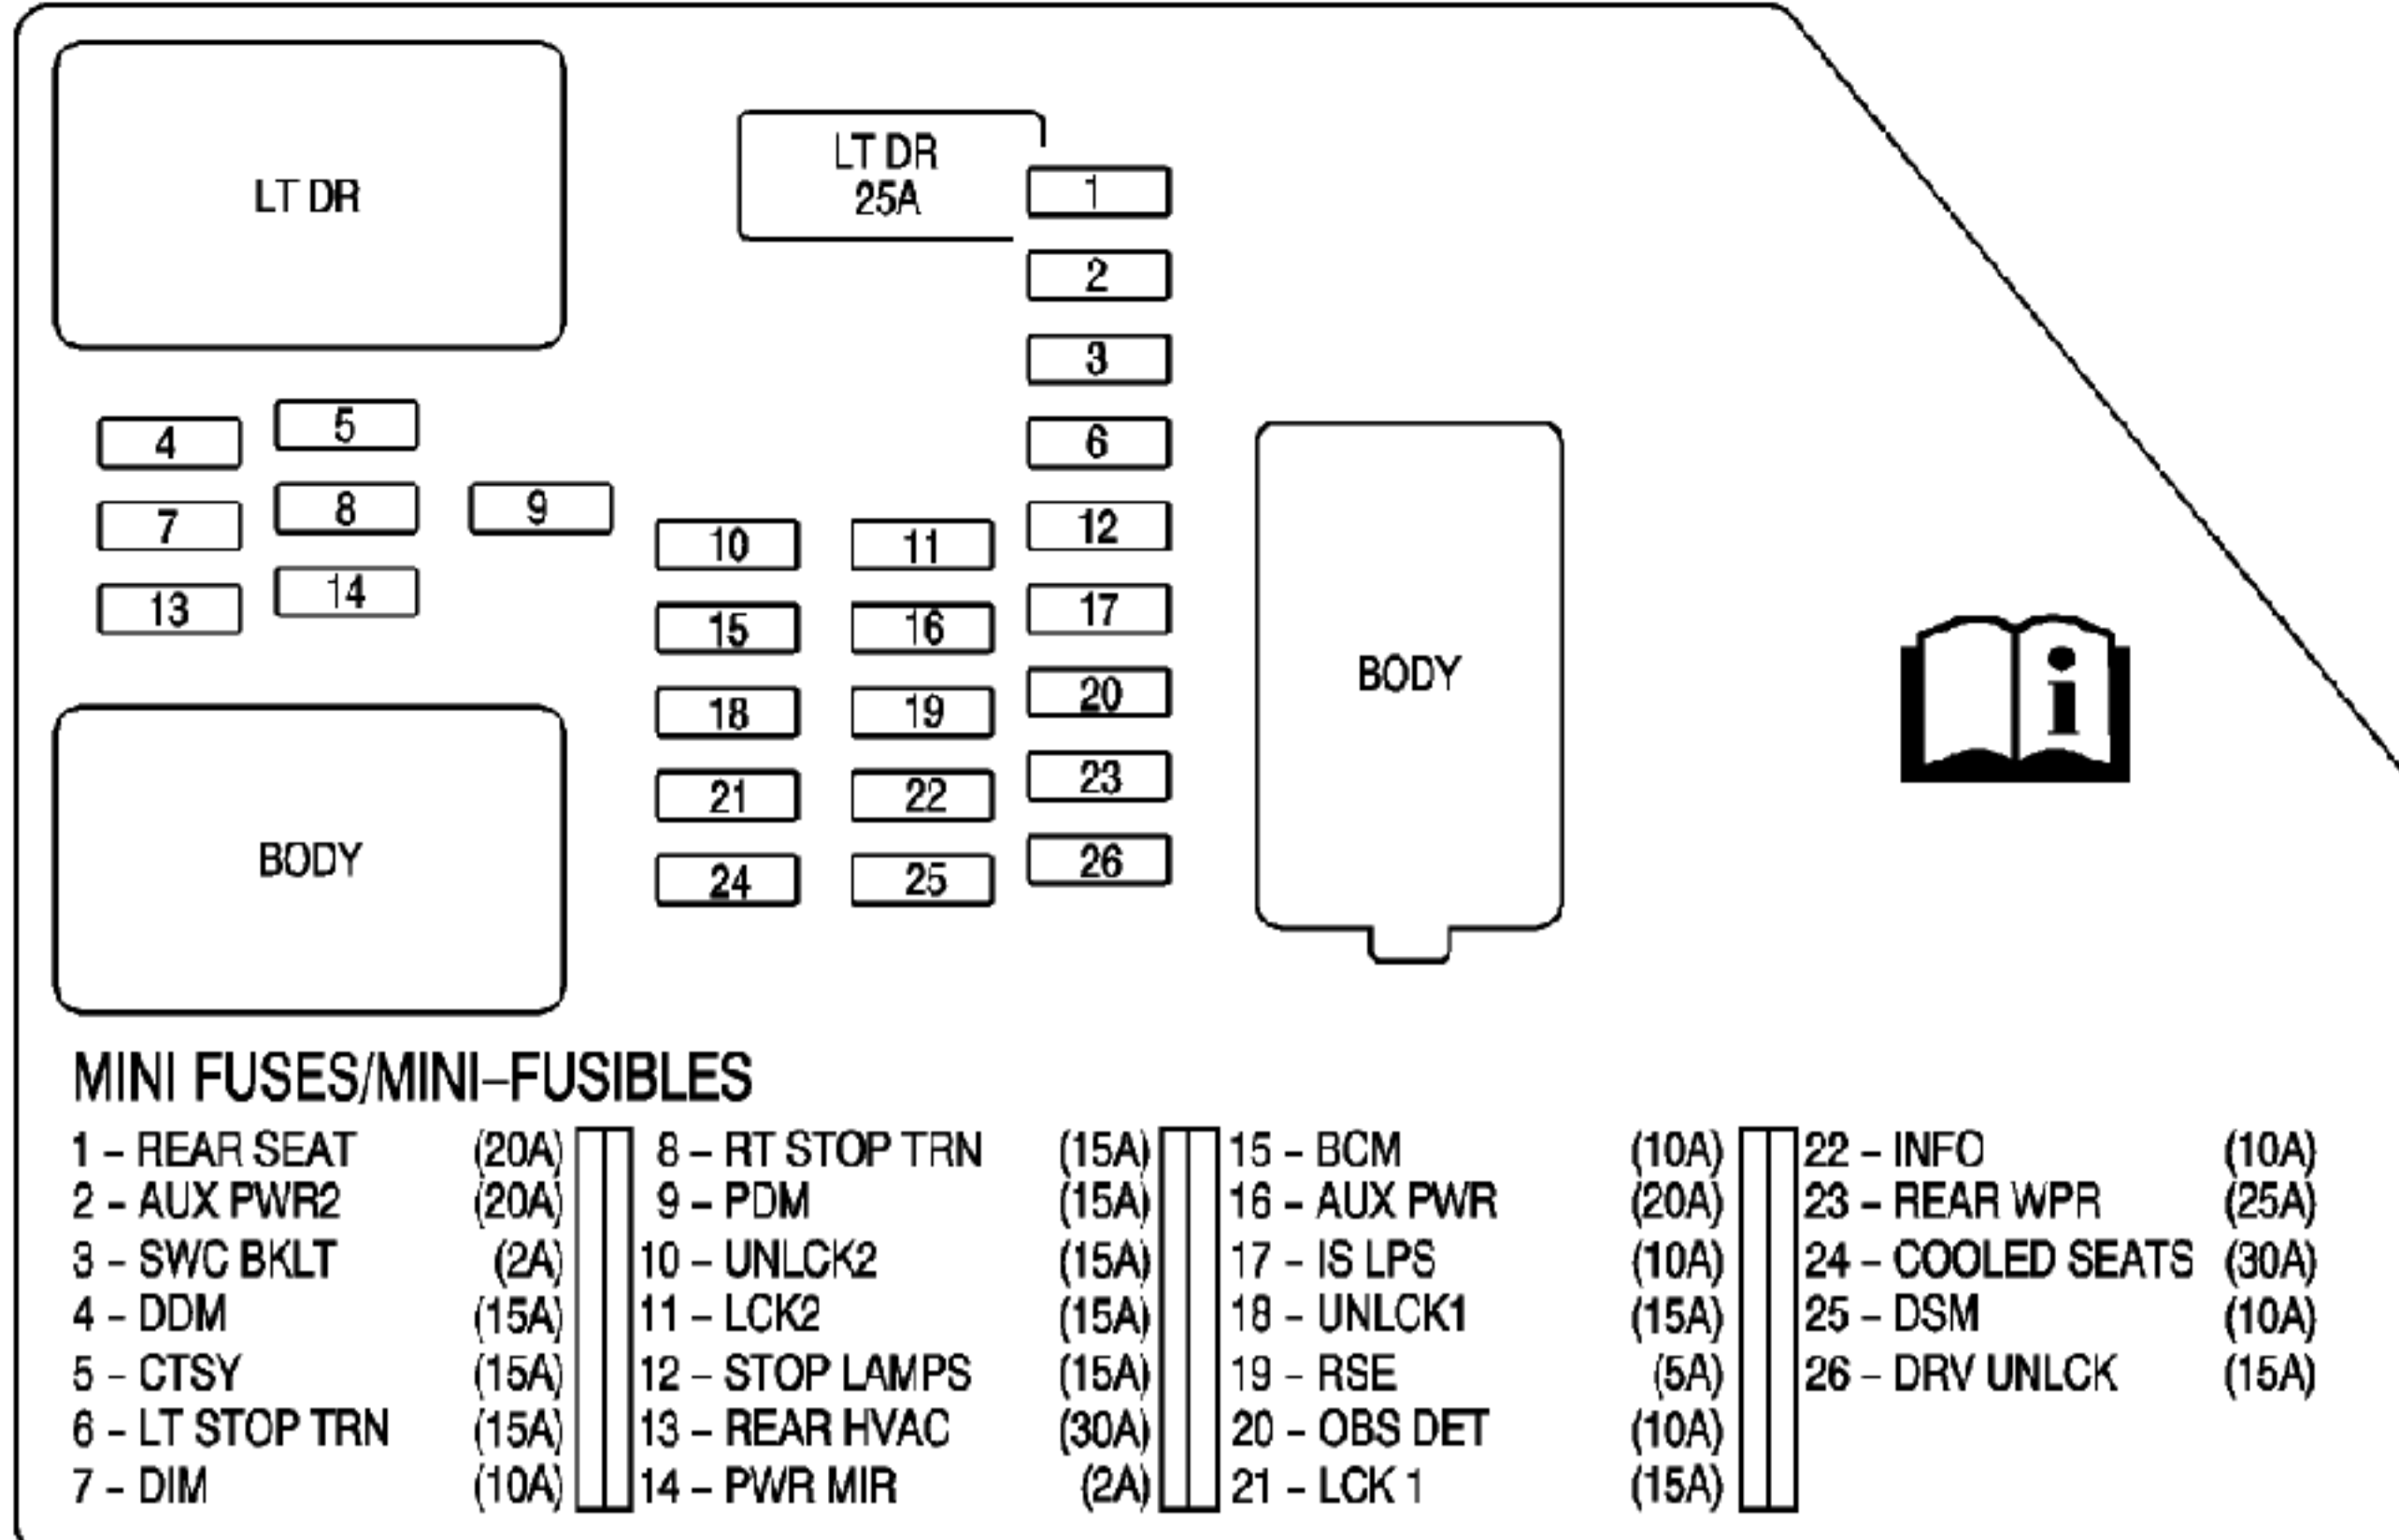 LT DR
LT DR
25A
1
2
3
4
5
6
7
8
9
10
11
12
13
14
15
16
17
18
19
20
21
22
23
24
25
26
BODY
BODY
i
MINI FUSES/MINI-FUSIBLES
1 – REAR SEAT (20A)
2 – AUX PWR2 (20A)
3 – SWC BKLT (2A)
4 – DDM (15A)
5 – CTSY (15A)
6 – LT STOP TRN (15A)
7 – DIM (10A)
8 – RT STOP TRN (15A)
9 – PDM (15A)
10 – UNLCK2 (15A)
11 – LCK2 (15A)
12 – STOP LAMPS (15A)
13 – REAR HVAC (30A)
14 – PWR MIR (2A)
15 – BCM (10A)
16 – AUX PWR (20A)
17 – IS LPS (10A)
18 – UNLCK1 (15A)
19 – RSE (5A)
20 – OBS DET (10A)
21 – LCK 1 (15A)
22 – INFO (10A)
23 – REAR WPR (25A)
24 – COOLED SEATS (30A)
25 – DSM (10A)
26 – DRV UNLCK (15A)